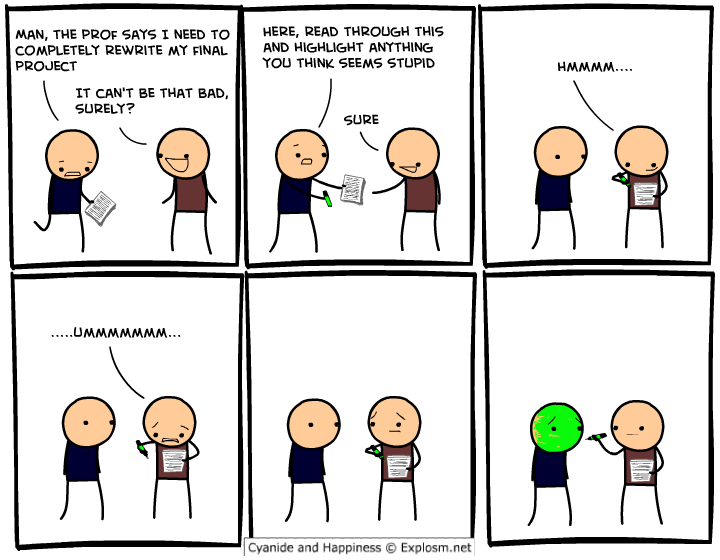 MAN, THE PROF SAYS I NEED TO
COMPLETELY REWRITE MY FINAL
PROJECT
IT CAN'T BE THAT BAD,
SURELY?
HERE, READ THROUGH THIS
AND HIGHLIGHT ANYTHING
YOU THINK SEEMS STUPID
SURE
HMMMM....
.....UMMMMMMM...
Cyanide and Happiness © Explosm.net